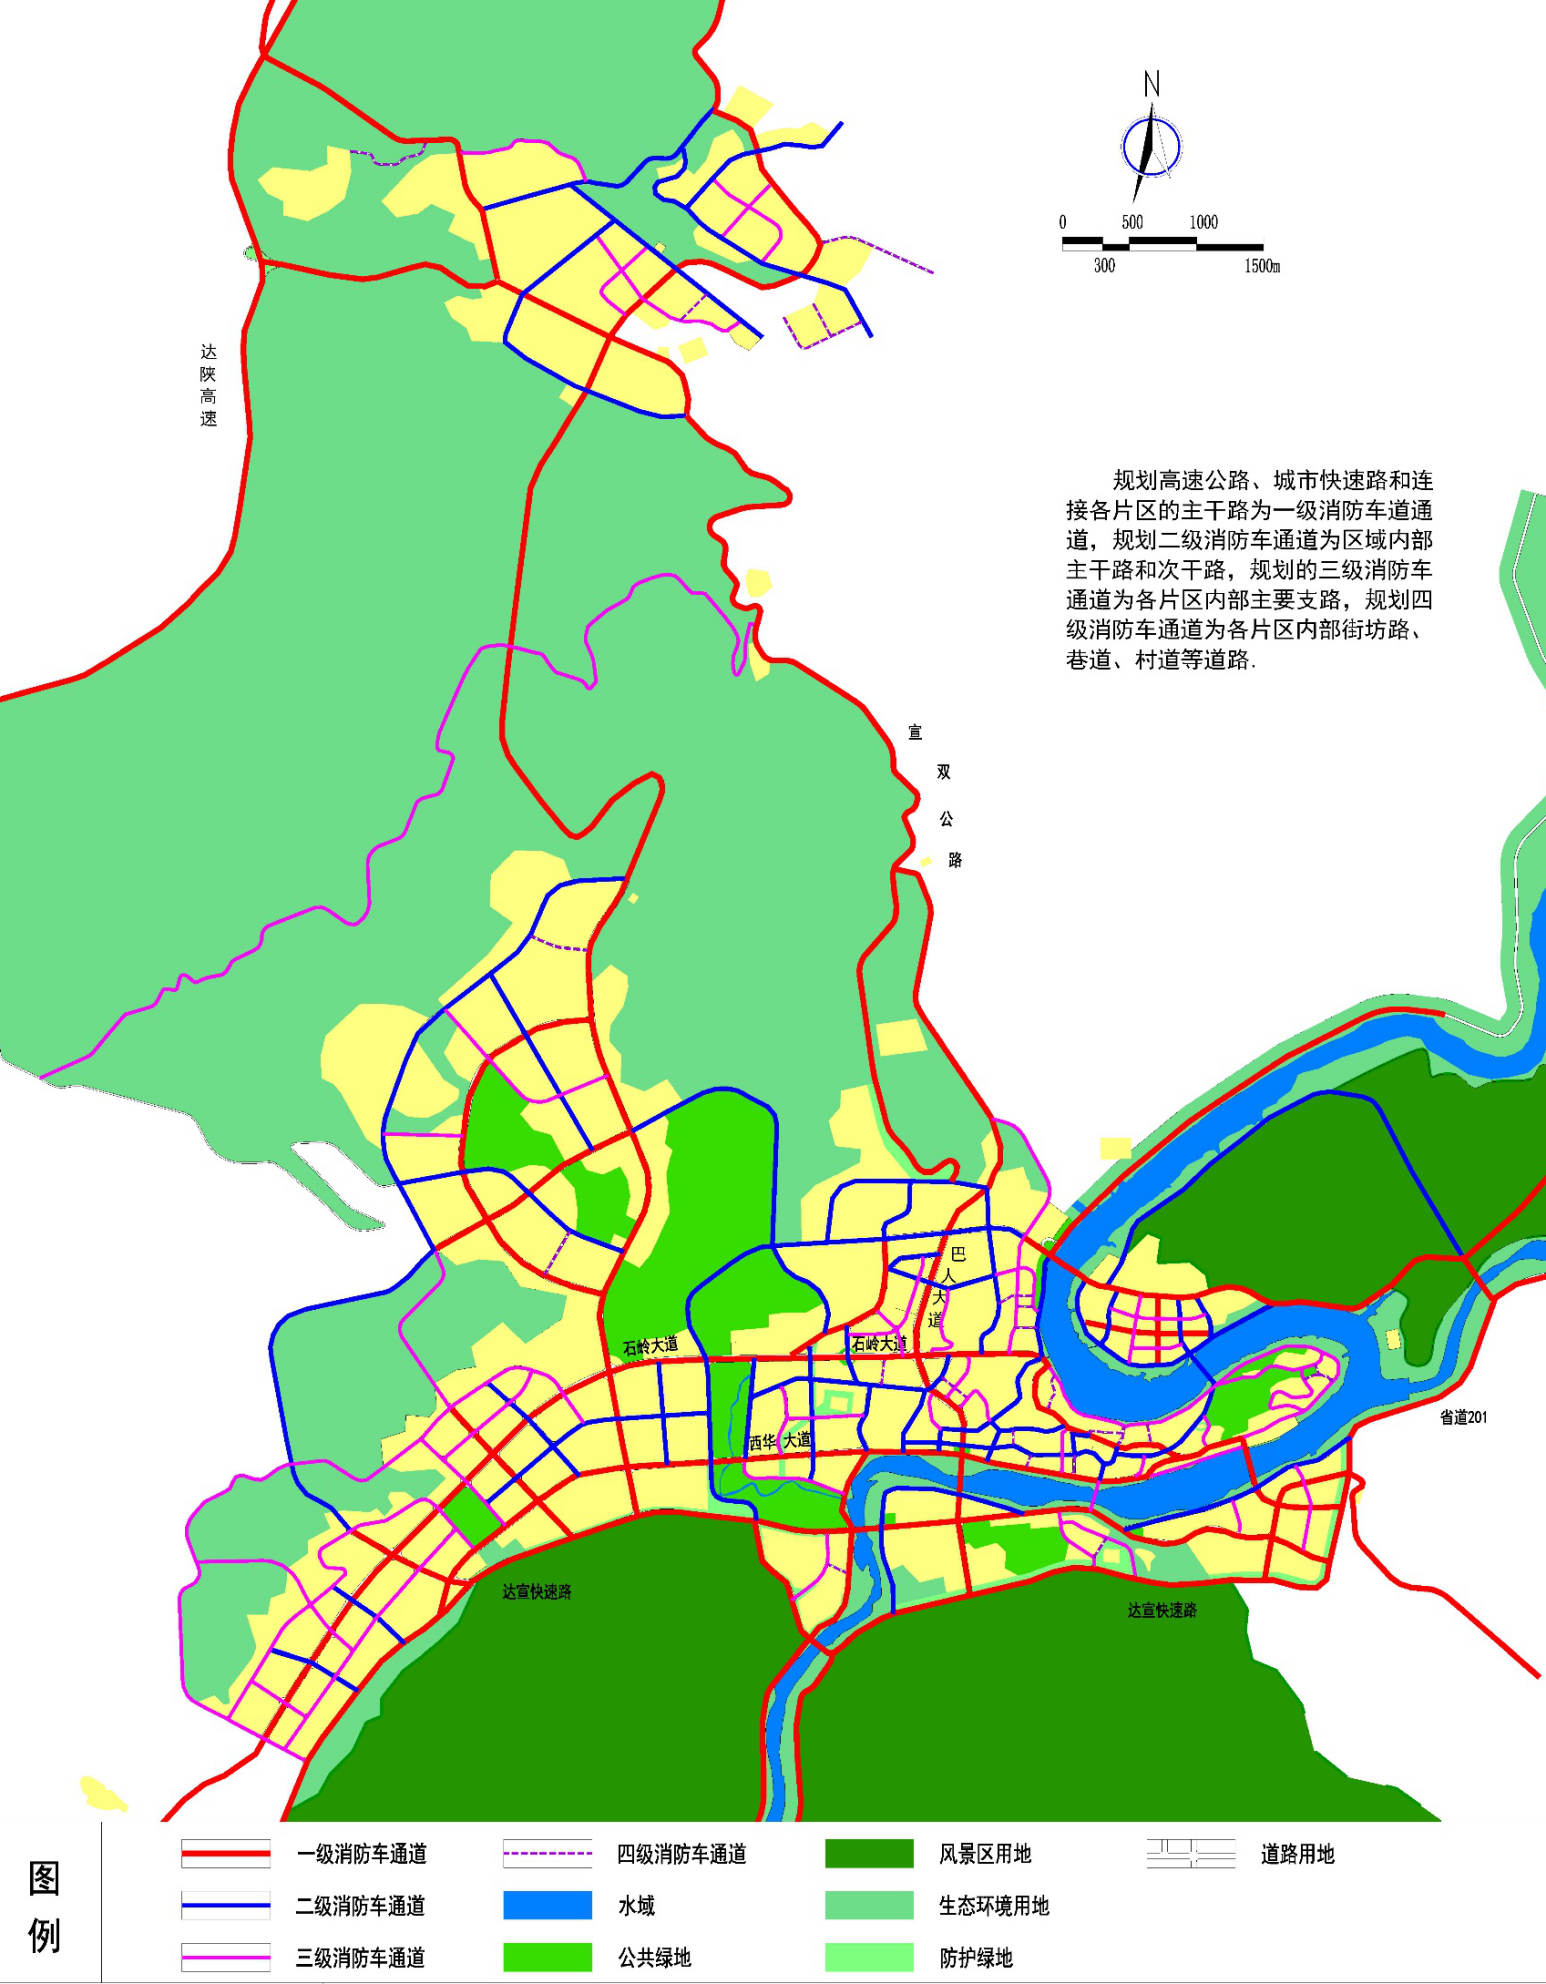 N
0 500 1000
300 1500m
达陕高速
规划高速公路、城市快速路和连
接各片区的主干路为一级消防车道通
道，规划二级消防车通道为区域内部
主干路和次干路，规划的三级消防车
通道为各片区内部主要支路，规划四
级消防车通道为各片区内部街坊路、
巷道、村道等道路.
宣双公路
巴人大道
石岭大道
石岭大道
省道201
西华大道
达宣快速路
达宣快速路
图例
一级消防车通道
四级消防车通道
风景区用地
道路用地
二级消防车通道
水域
生态环境用地
三级消防车通道
公共绿地
防护绿地